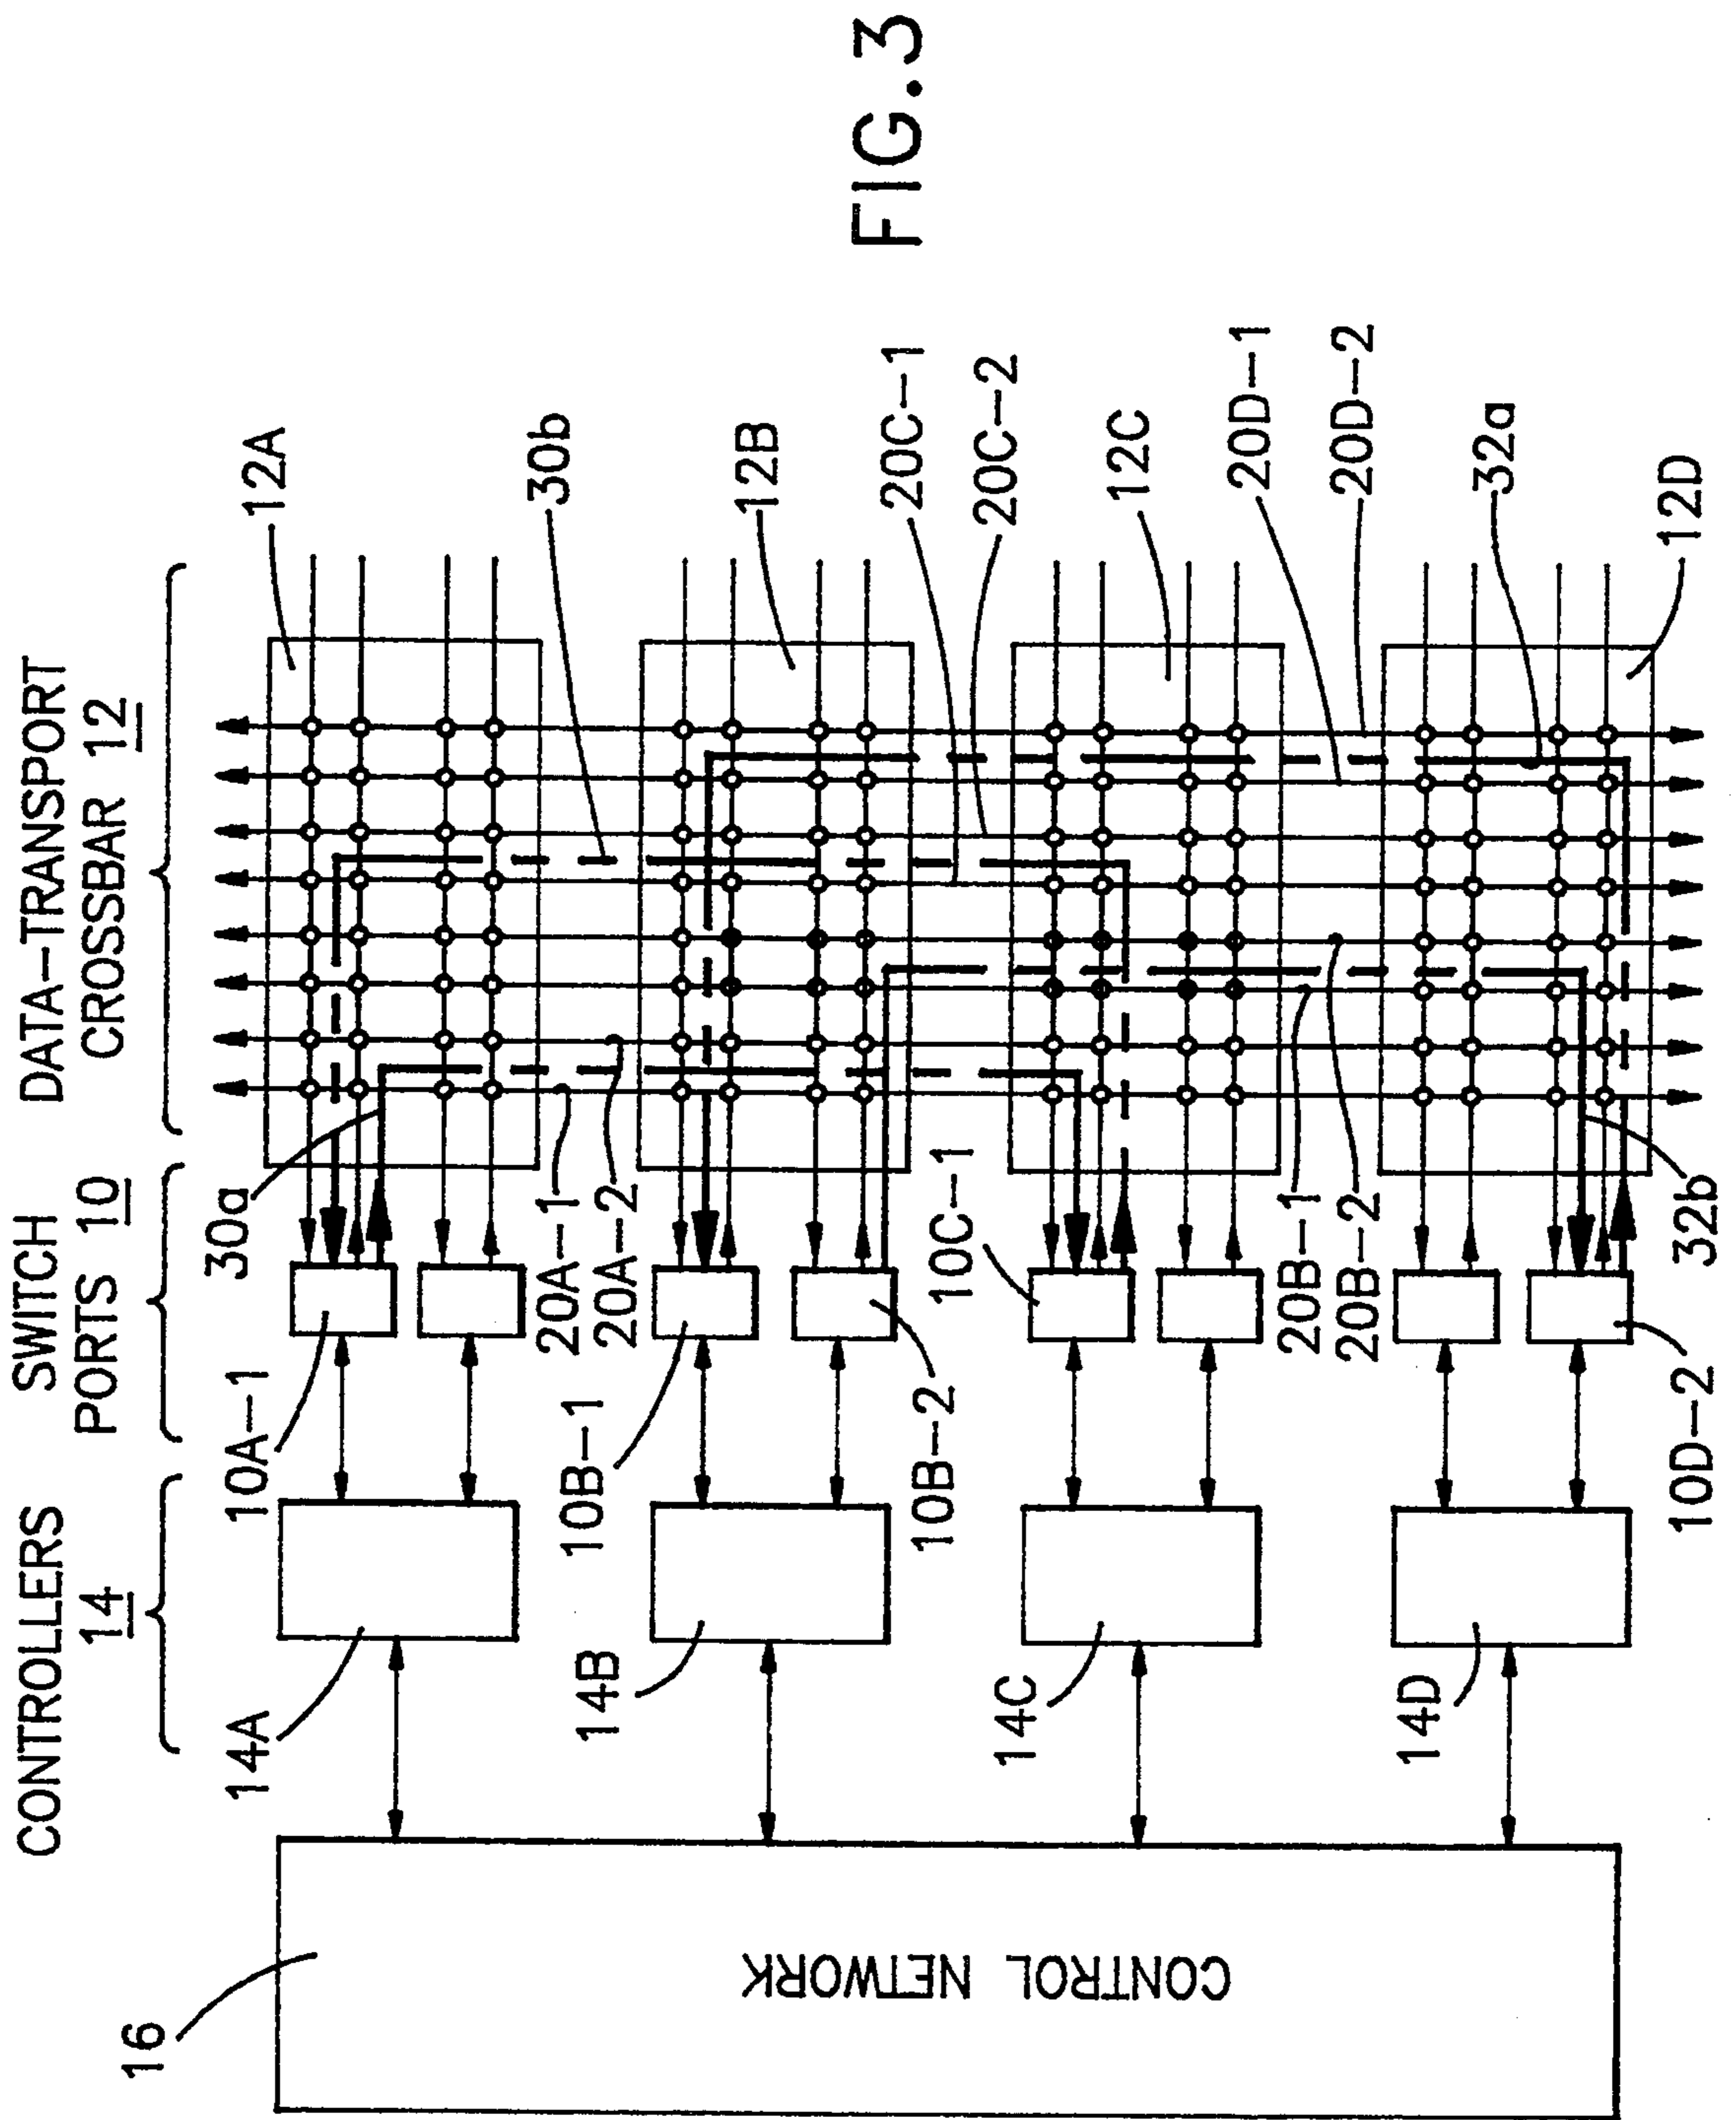 CONTROLLERS
14
SWITCH
PORTS 10
DATA-TRANSPORT
CROSSBAR 12
16
CONTROL NETWORK
14A
14B
14C
14D
10A-1
10B-1
10B-2
10C-1
10D-2
30a
20A-1
20A-2
20B-1
20B-2
32b
12A
30b
12B
20C-1
20C-2
12C
20D-1
20D-2
32a
12D
FIG.3